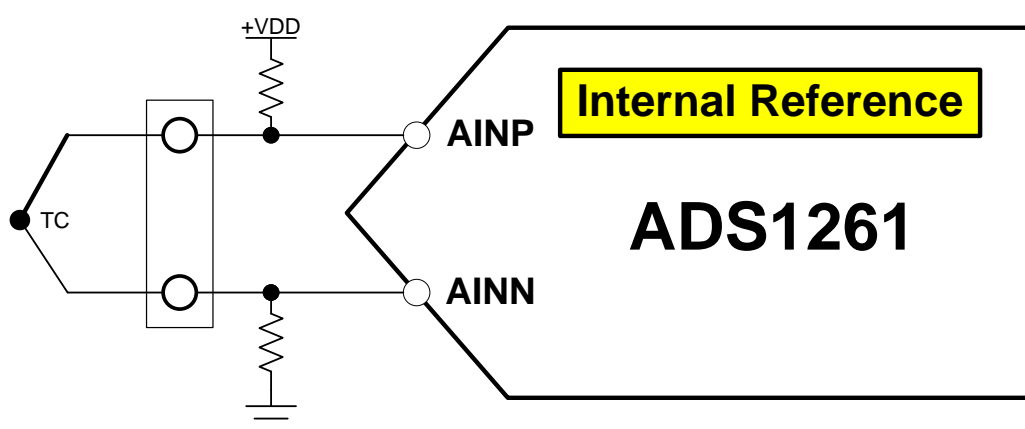 +VDD
Internal Reference
AINP
TC
ADS1261
AINN